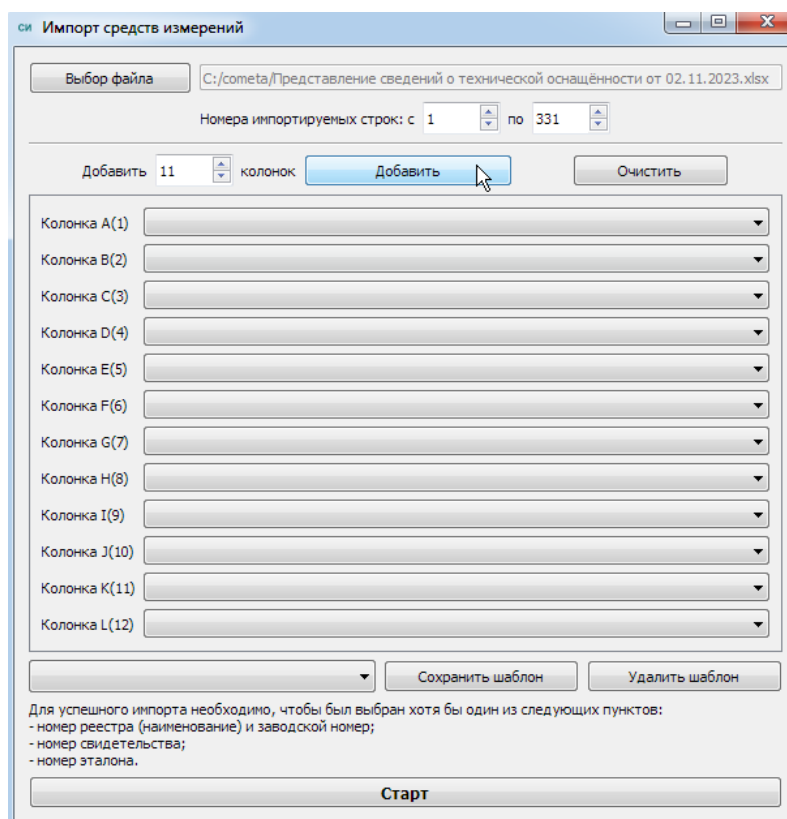 си Импорт средств измерений
Выбор файла C:/cometa/Представление сведений о технической оснащённости от 02.11.2023.xlsx
Номера импортируемых строк: с 1 по 331
Добавить 11 колонок Добавить Очистить
Колонка A(1)
Колонка B(2)
Колонка C(3)
Колонка D(4)
Колонка E(5)
Колонка F(6)
Колонка G(7)
Колонка H(8)
Колонка I(9)
Колонка J(10)
Колонка K(11)
Колонка L(12)
Сохранить шаблон Удалить шаблон
Для успешного импорта необходимо, чтобы был выбран хотя бы один из следующих пунктов:
- номер реестра (наименование) и заводской номер;
- номер свидетельства;
- номер эталона.
Старт